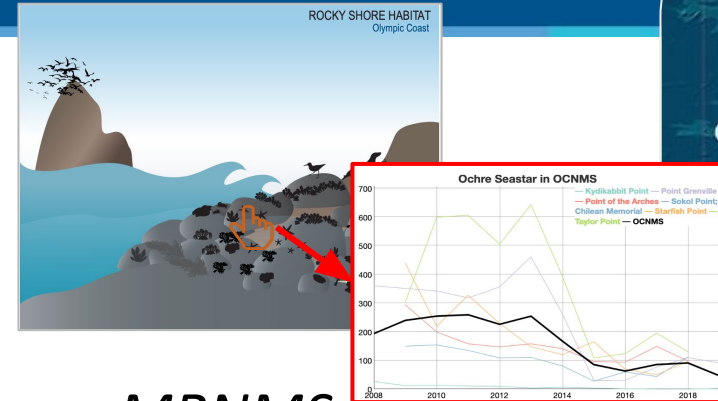 ROCKY SHORE HABITAT
Olympic Coast
Ochre Seastar in OCNMS
— Kydikabbit Point — Point Grenville
— Point of the Arches — Sokol Point;
Chilean Memorial — Starfish Point —
Taylor Point — OCNMS
700
600
500
400
300
200
100
0
2008 2010 2012 2014 2016 2018